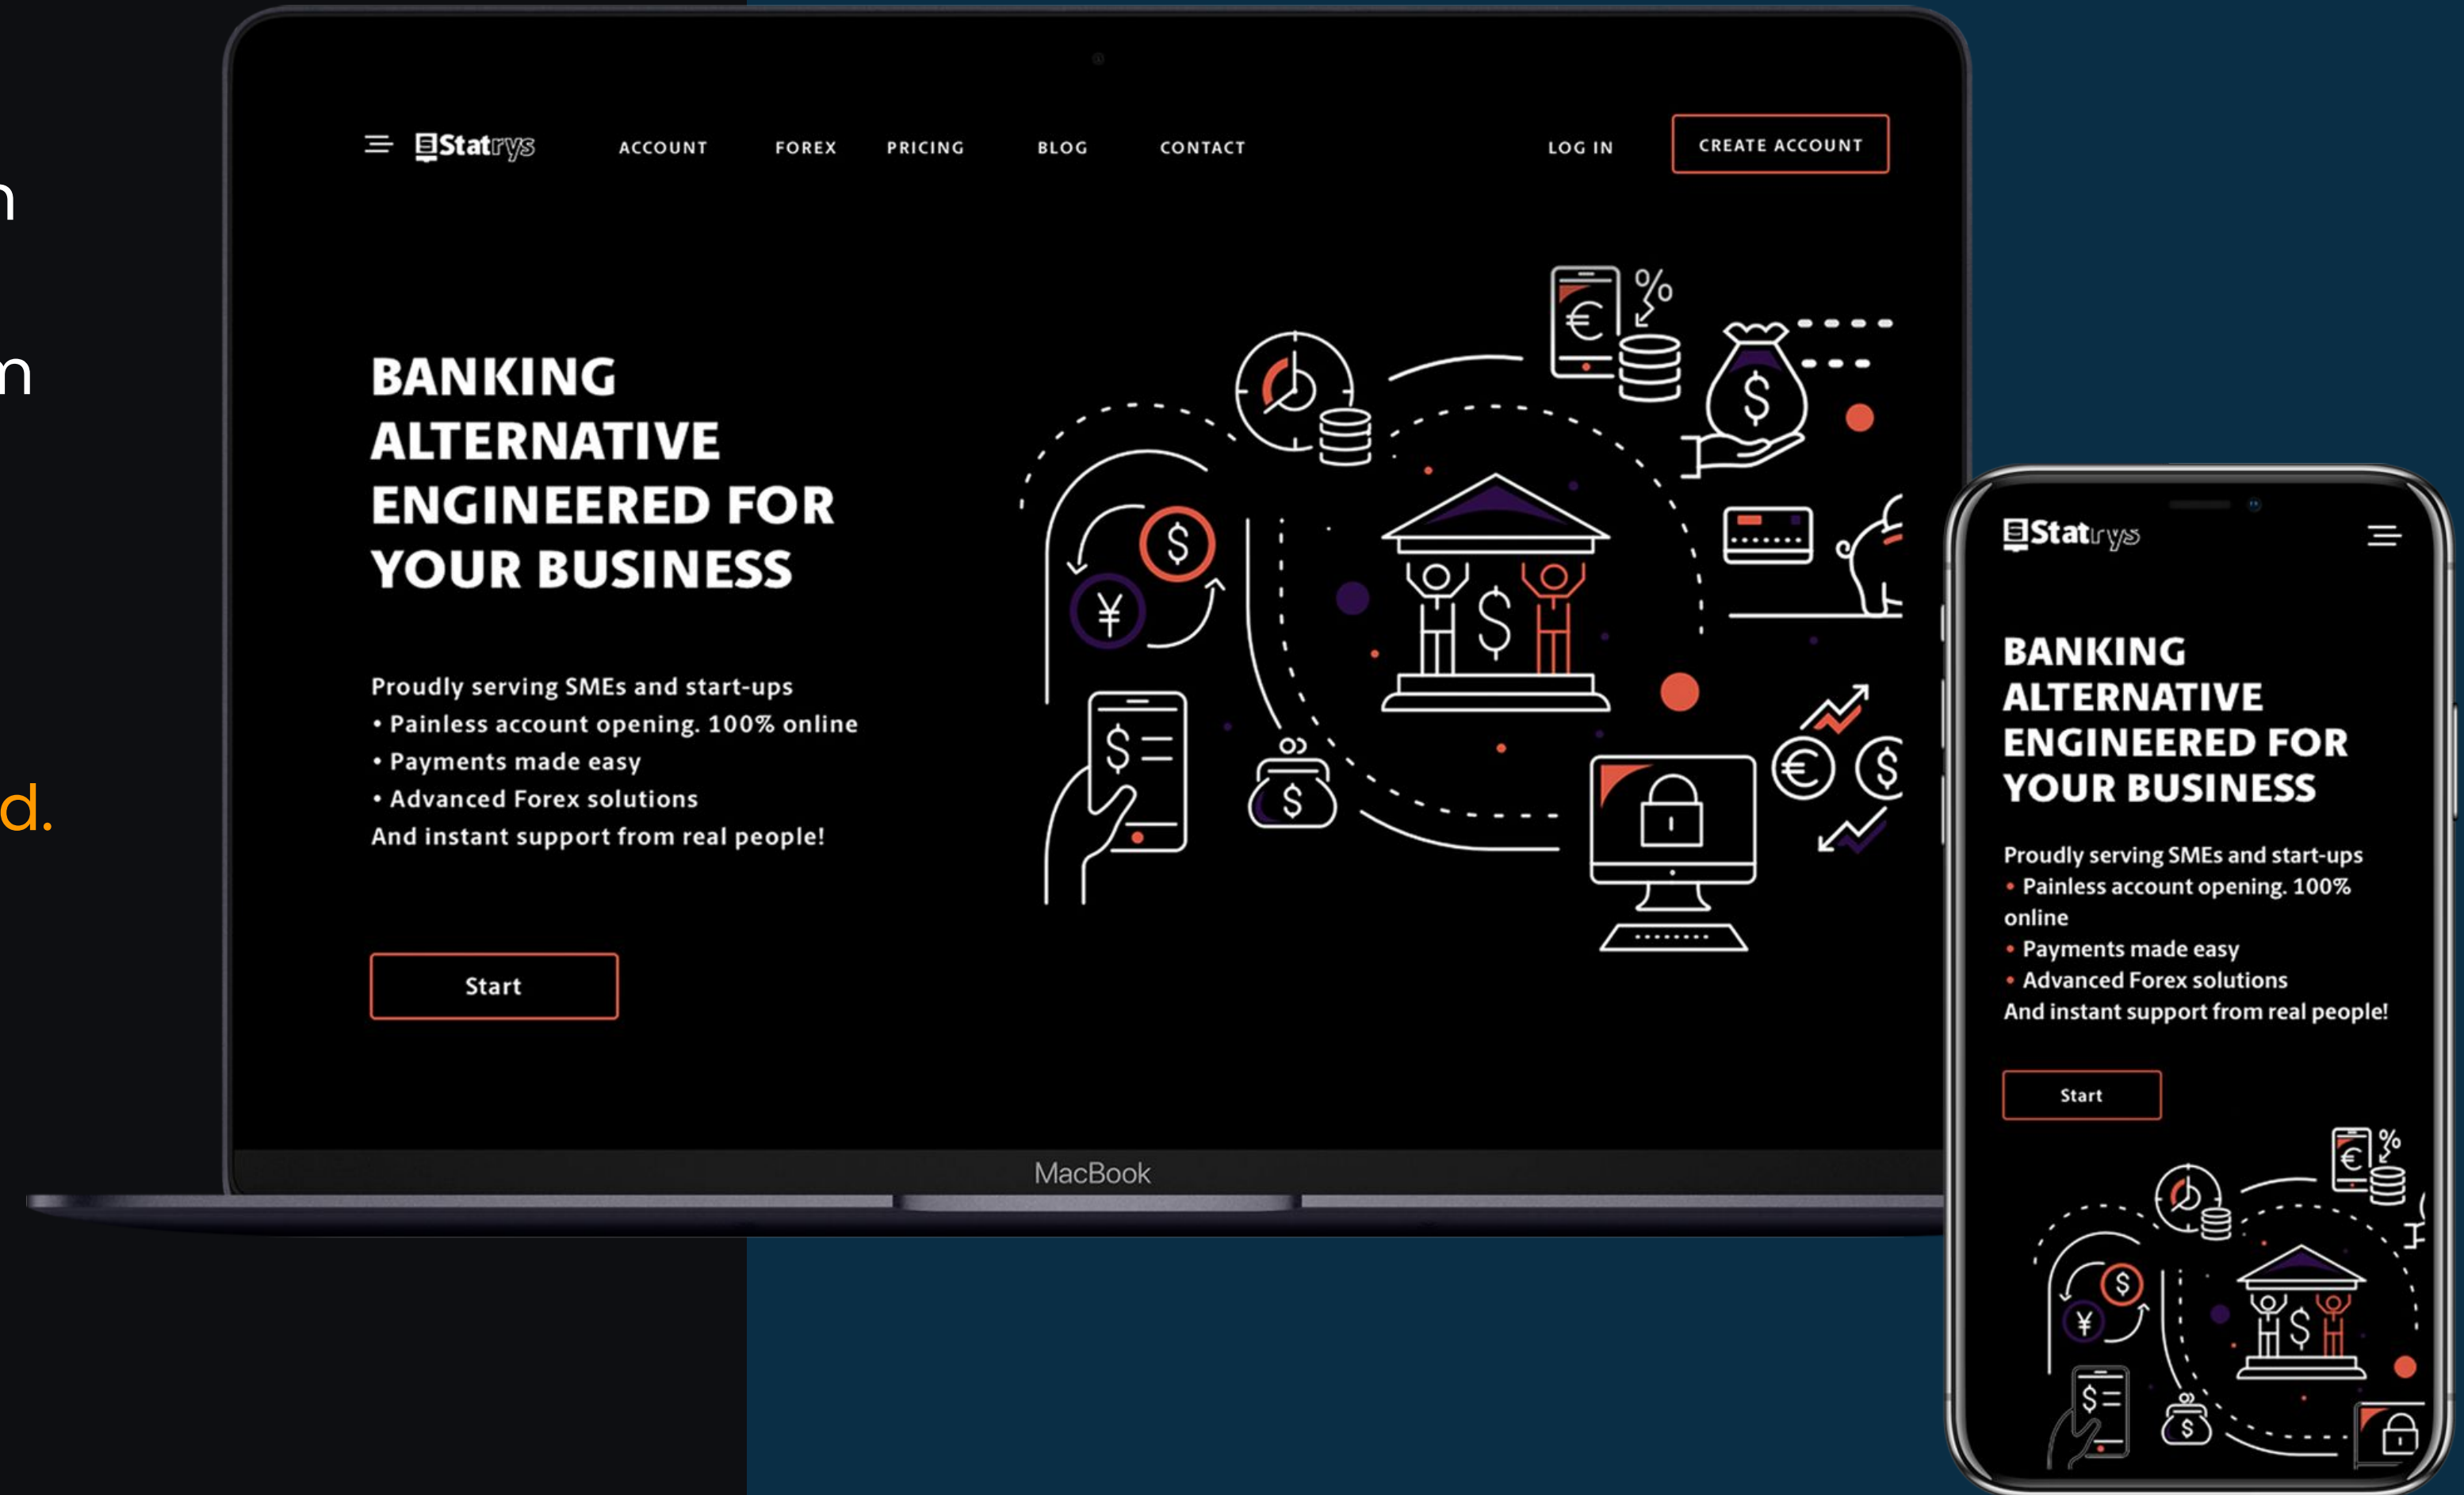 n
m
d.
Statrys
ACCOUNT
FOREX
PRICING
BLOG
CONTACT
LOG IN
CREATE ACCOUNT
BANKING
ALTERNATIVE
ENGINEERED FOR
YOUR BUSINESS
Proudly serving SMEs and start-ups
• Painless account opening. 100% online
• Payments made easy
• Advanced Forex solutions
And instant support from real people!
Start
%
€
$
$
¥
$
$
$
€
$
MacBook
Statrys
BANKING
ALTERNATIVE
ENGINEERED FOR
YOUR BUSINESS
Proudly serving SMEs and start-ups
• Painless account opening. 100%
online
• Payments made easy
• Advanced Forex solutions
And instant support from real people!
Start
%
€
$
¥
$
$
$